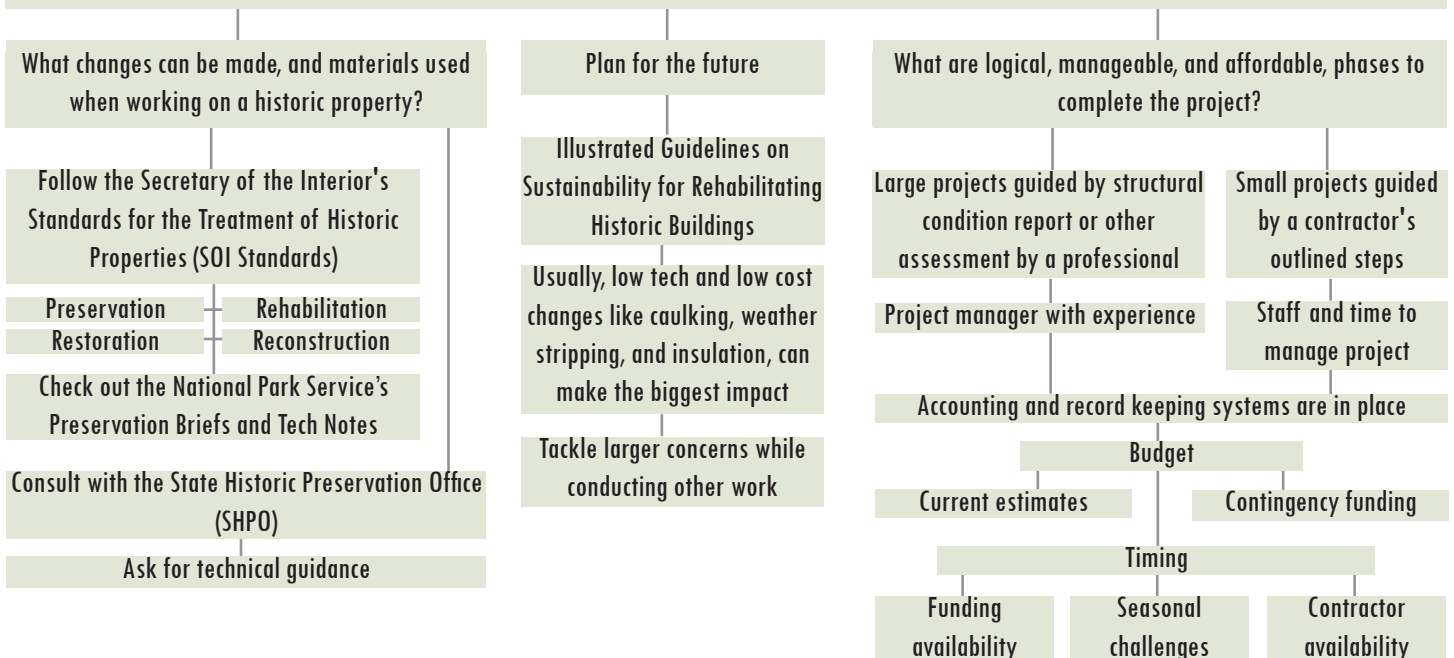 What changes can be made, and materials used
when working on a historic property?
Follow the Secretary of the Interior's
Standards for the Treatment of Historic
Properties (SOI Standards)
Preservation
Rehabilitation
Restoration
Reconstruction
Check out the National Park Service’s
Preservation Briefs and Tech Notes
Consult with the State Historic Preservation Office
(SHPO)
Ask for technical guidance
Plan for the future
Illustrated Guidelines on
Sustainability for Rehabilitating
Historic Buildings
Usually, low tech and low cost
changes like caulking, weather
stripping, and insulation, can
make the biggest impact
Tackle larger concerns while
conducting other work
What are logical, manageable, and affordable, phases to
complete the project?
Large projects guided by structural
condition report or other
assessment by a professional
Project manager with experience
Small projects guided
by a contractor's
outlined steps
Staff and time to
manage project
Accounting and record keeping systems are in place
Budget
Current estimates
Contingency funding
Timing
Funding
availability
Seasonal
challenges
Contractor
availability